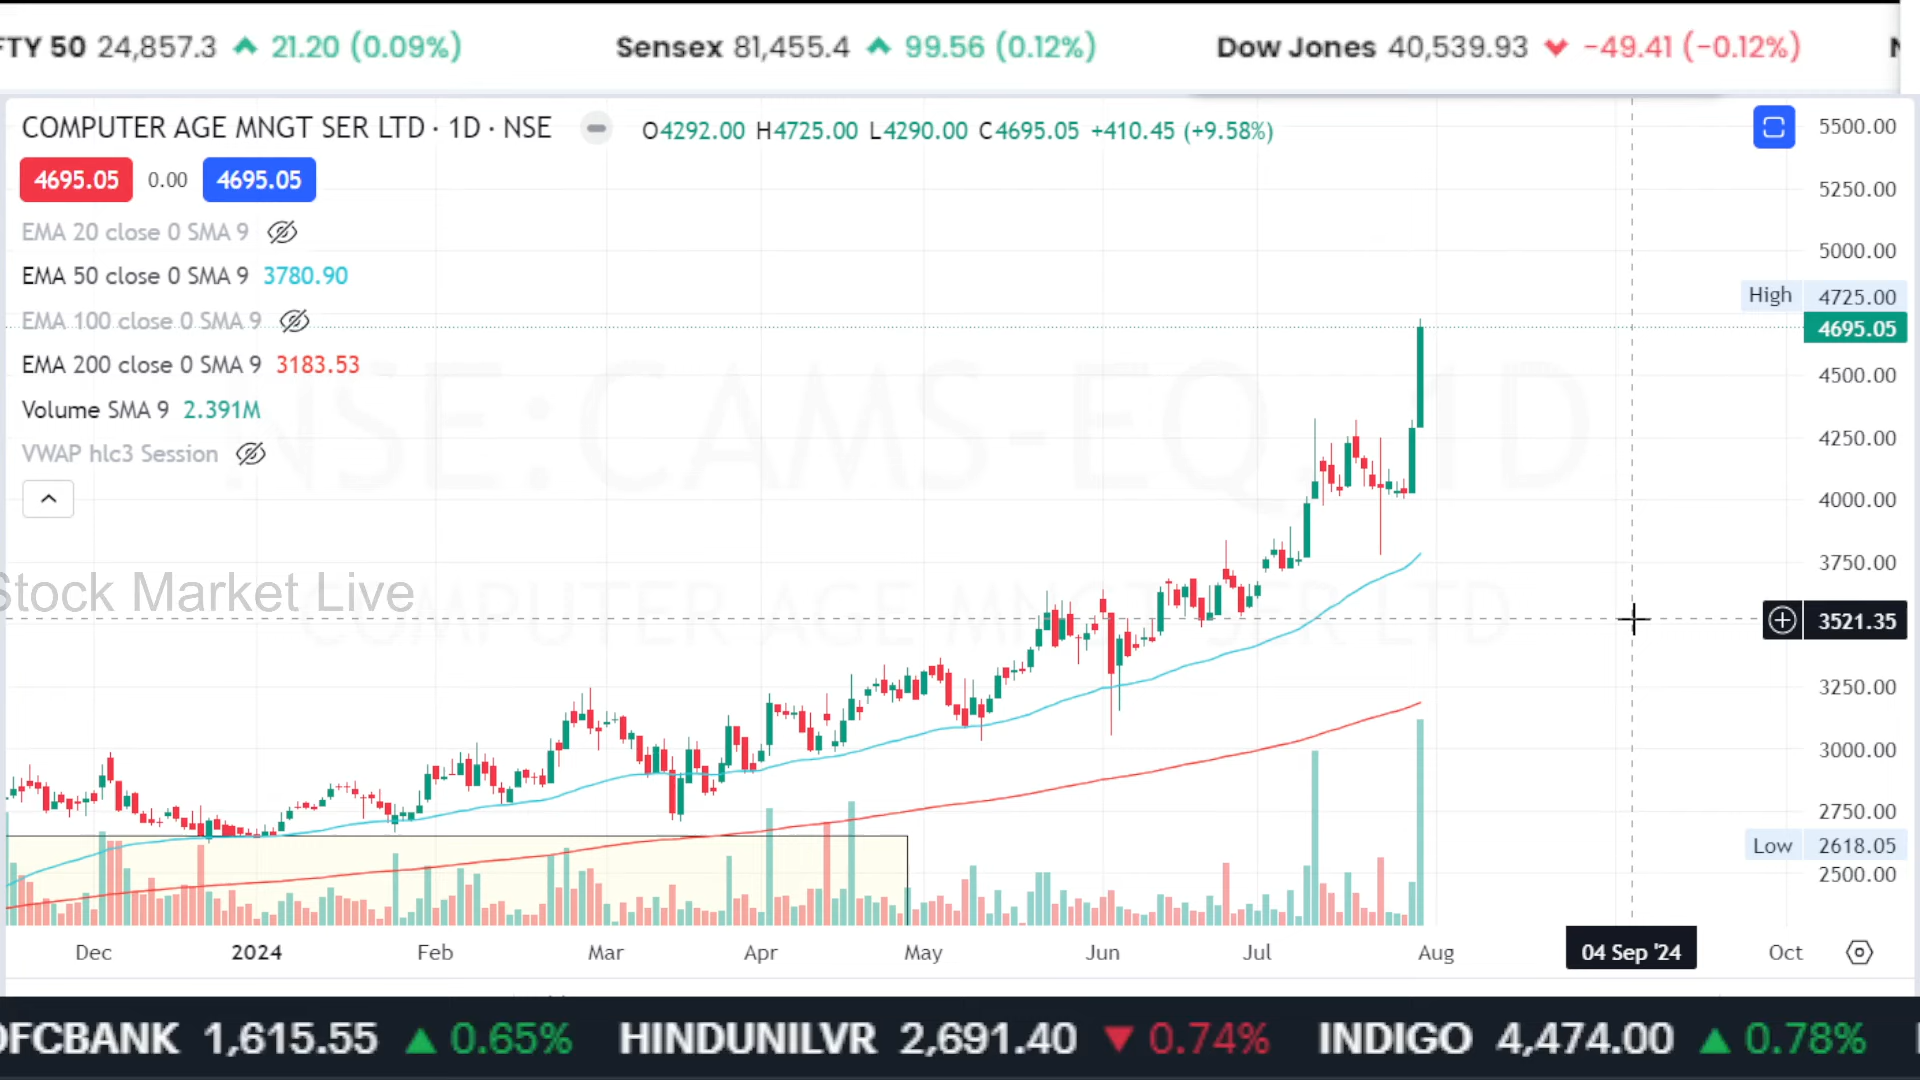 FTY 50 24,857.3 21.20 (0.09%) Sensex 81,455.4 99.56 (0.12%) Dow Jones 40,539.93 -49.41 (-0.12%)
COMPUTER AGE MNGT SER LTD · 1D · NSE O4292.00 H4725.00 L4290.00 C4695.05 +410.45 (+9.58%)
4695.05 0.00 4695.05
EMA 20 close 0 SMA 9
EMA 50 close 0 SMA 9 3780.90
EMA 100 close 0 SMA 9
EMA 200 close 0 SMA 9 3183.53
Volume SMA 9 2.391M
VWAP hlc3 Session
NSE:CAMS-EQ, 1D
COMPUTER AGE MNGT SER LTD
Stock Market Live
5500.00
5250.00
5000.00
High 4725.00
4695.05
4500.00
4250.00
4000.00
3750.00
3521.35
3250.00
3000.00
2750.00
Low 2618.05
2500.00
Dec 2024 Feb Mar Apr May Jun Jul Aug 04 Sep '24 Oct
DFCBANK 1,615.55 0.65% HINDUNILVR 2,691.40 0.74% INDIGO 4,474.00 0.78%